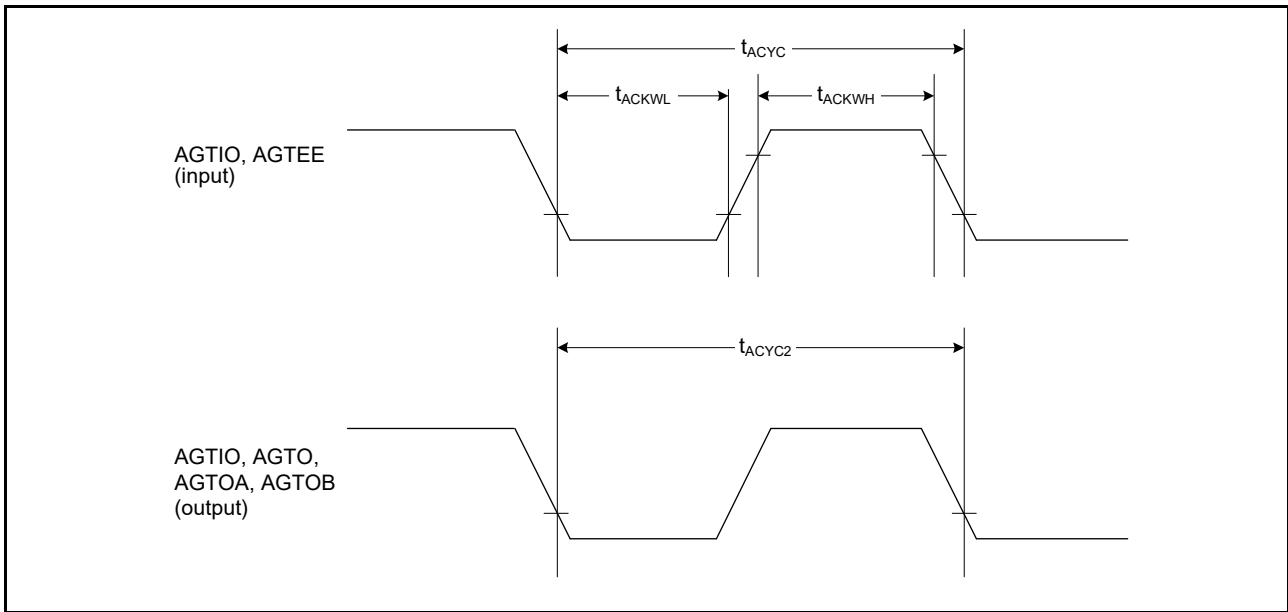 tACYC
tACKWL
tACKWH
AGTIO, AGTEE
(input)
tACYC2
AGTIO, AGTO,
AGTOA, AGTOB
(output)